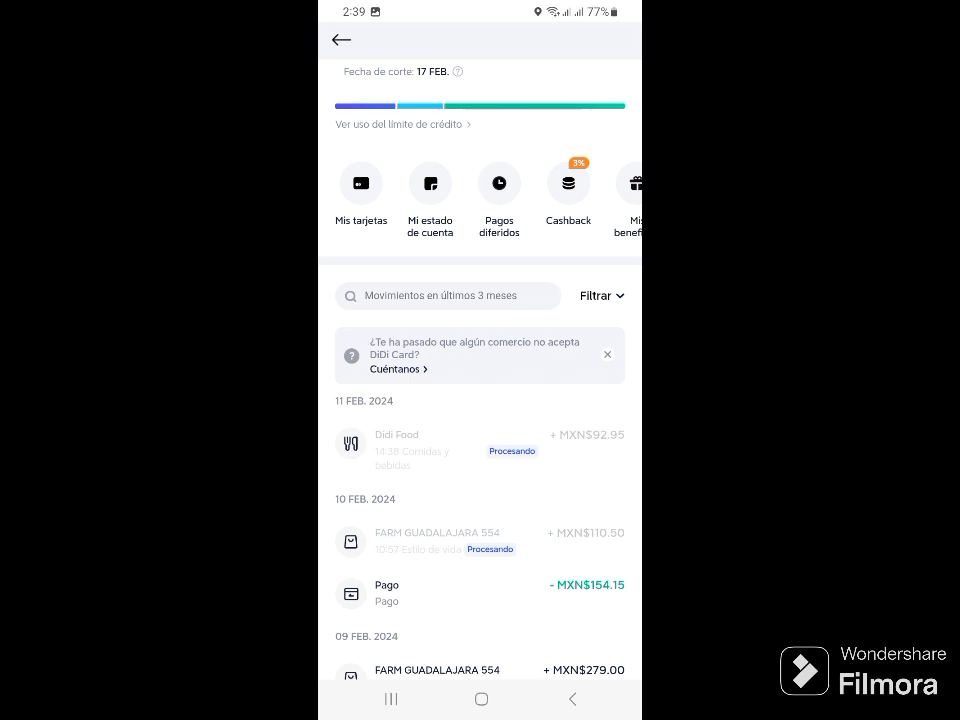 2:39
77%
Fecha de corte: 17 FEB. ?
Ver uso del límite de crédito >
3%
Mis tarjetas
Mi estado
de cuenta
Pagos
diferidos
Cashback
Mis
benefi
Movimientos en últimos 3 meses
Filtrar
¿Te ha pasado que algún comercio no acepta
DiDi Card?
Cuéntanos >
11 FEB. 2024
Didi Food + MXN$92.95
14:38 Comidas y Procesando
bebidas
10 FEB. 2024
FARM GUADALAJARA 554 + MXN$110.50
10:57 Estilo de vida Procesando
Pago - MXN$154.15
Pago
09 FEB. 2024
FARM GUADALAJARA 554 + MXN$279.00
Wondershare
Filmora